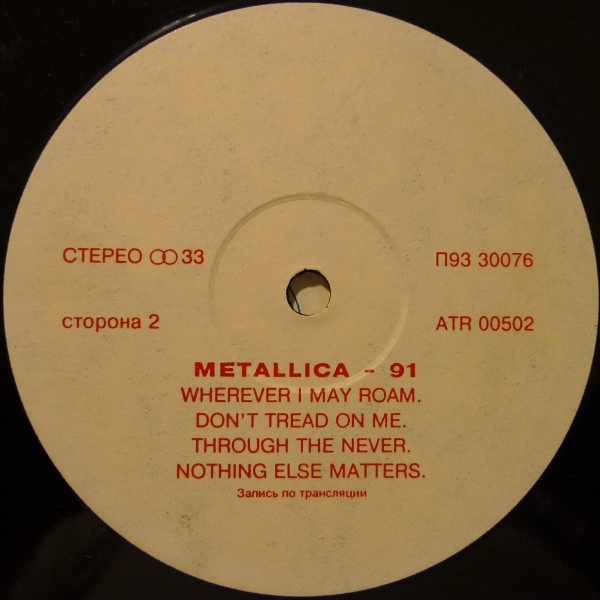 СТЕРЕО ꝏ 33
П93 30076
сторона 2
ATR 00502
METALLICA - 91
WHEREVER I MAY ROAM.
DON'T TREAD ON ME.
THROUGH THE NEVER.
NOTHING ELSE MATTERS.
Запись по трансляции